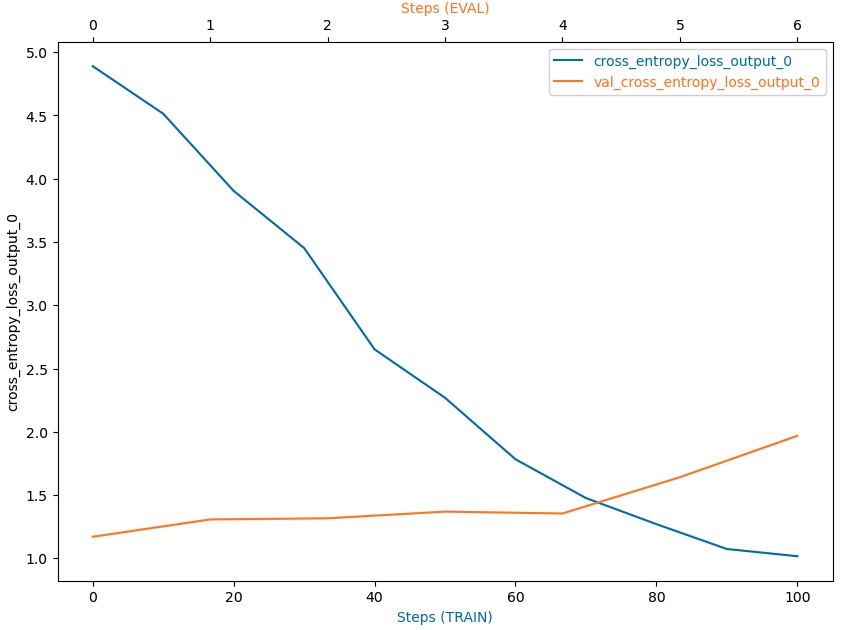 Steps (EVAL)
0 1 2 3 4 5 6
5.0
4.5
4.0
3.5
3.0
2.5
2.0
1.5
1.0
cross_entropy_loss_output_0
cross_entropy_loss_output_0
val_cross_entropy_loss_output_0
0 20 40 60 80 100
Steps (TRAIN)